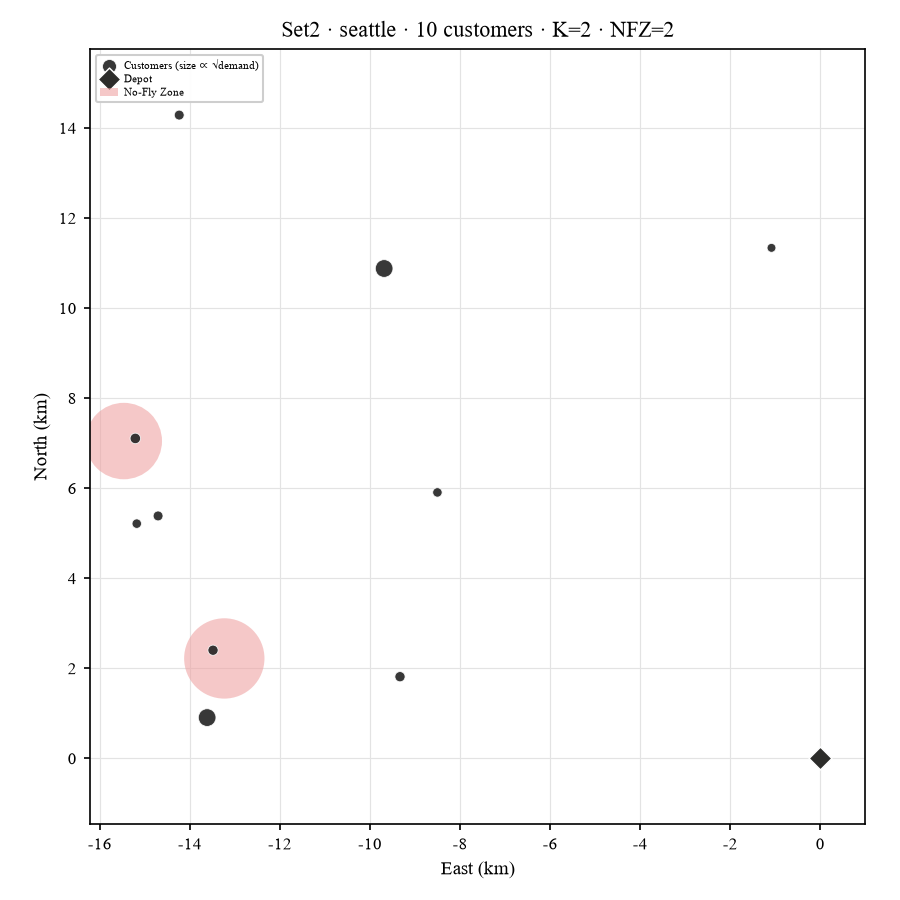 Set2 · seattle · 10 customers · K=2 · NFZ=2
Customers (size ∝ √demand)
Depot
No-Fly Zone
14
12
10
8
6
4
2
0
North (km)
-16 -14 -12 -10 -8 -6 -4 -2 0
East (km)